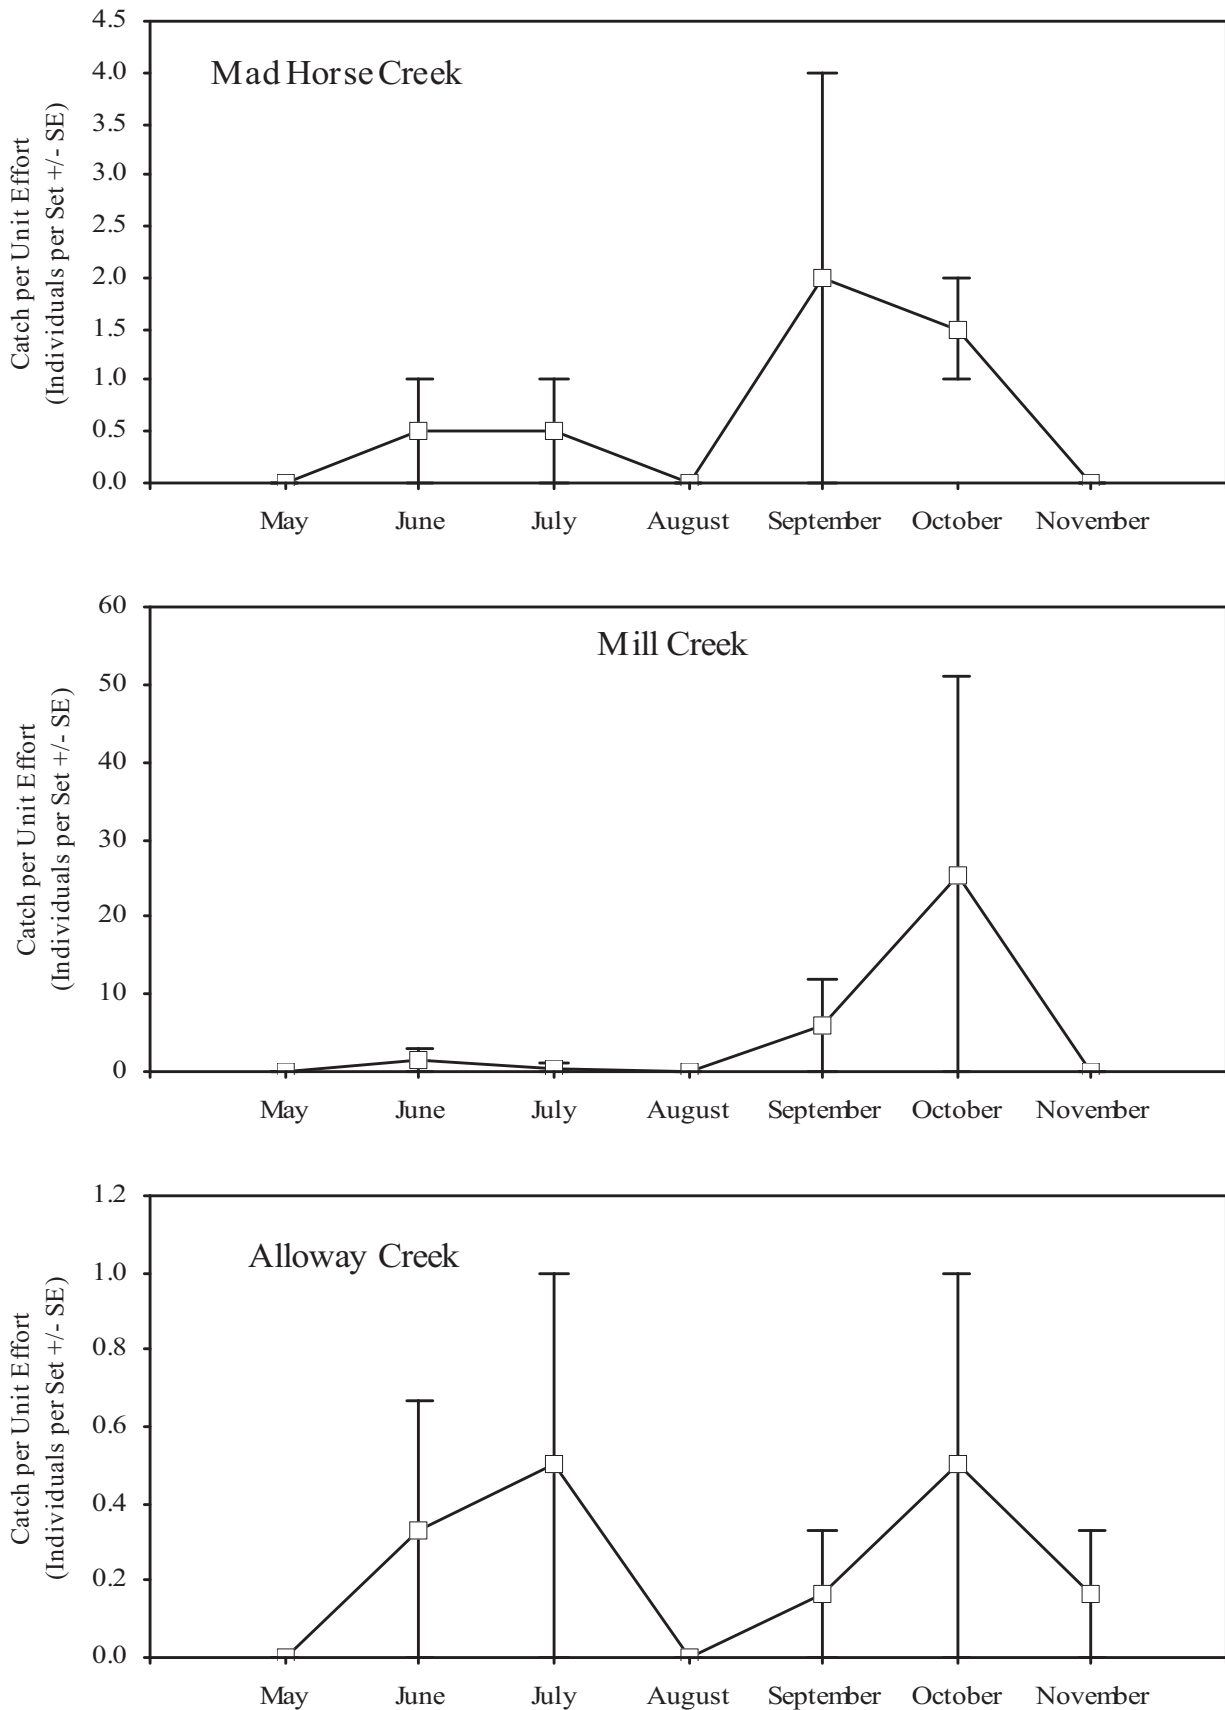 Mad Horse Creek
Catch per Unit Effort
(Individuals per Set +/- SE)
4.5
4.0
3.5
3.0
2.5
2.0
1.5
1.0
0.5
0.0
May June July August September October November
Mill Creek
Catch per Unit Effort
(Individuals per Set +/- SE)
60
50
40
30
20
10
0
May June July August September October November
Alloway Creek
Catch per Unit Effort
(Individuals per Set +/- SE)
1.2
1.0
0.8
0.6
0.4
0.2
0.0
May June July August September October November